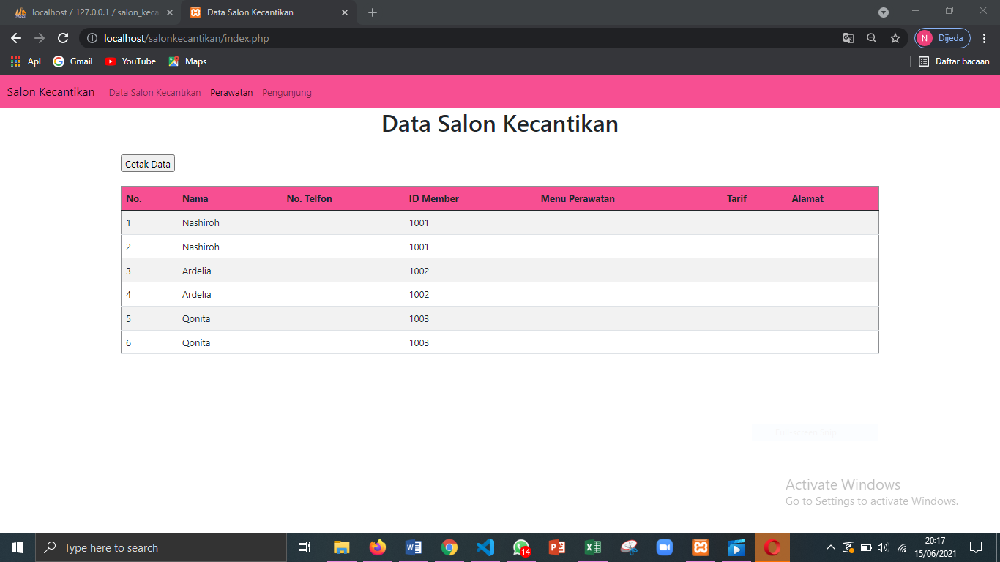 localhost / 127.0.0.1 / salon_keca
Data Salon Kecantikan
localhost/salonkecantikan/index.php
N Dijeda
Apl Gmail YouTube Maps Daftar bacaan
Salon Kecantikan Data Salon Kecantikan Perawatan Pengunjung
Data Salon Kecantikan
Cetak Data
No. Nama No. Telfon ID Member Menu Perawatan Tarif Alamat
1 Nashiroh 1001
2 Nashiroh 1001
3 Ardelia 1002
4 Ardelia 1002
5 Qonita 1003
6 Qonita 1003
Activate Windows
Go to Settings to activate Windows.
Type here to search
14
20:17
15/06/2021